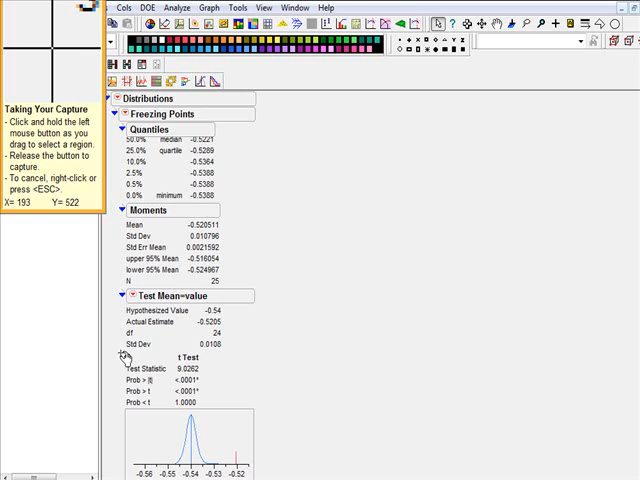 Cols DOE Analyze Graph Tools View Window Help
Taking Your Capture
- Click and hold the left
mouse button as you
drag to select a region.
- Release the button to
capture.
- To cancel, right-click or
press <ESC>.
X= 193 Y= 522
Distributions
Freezing Points
Quantiles
50.0% median -0.5221
25.0% quartile -0.5289
10.0% -0.5364
2.5% -0.5388
0.5% -0.5388
0.0% minimum -0.5388
Moments
Mean -0.520511
Std Dev 0.010796
Std Err Mean 0.0021592
upper 95% Mean -0.516054
lower 95% Mean -0.524967
N 25
Test Mean=value
Hypothesized Value -0.54
Actual Estimate -0.5205
df 24
Std Dev 0.0108
t Test
Test Statistic 9.0262
Prob > |t| <.0001*
Prob > t <.0001*
Prob < t 1.0000
-0.56 -0.55 -0.54 -0.53 -0.52